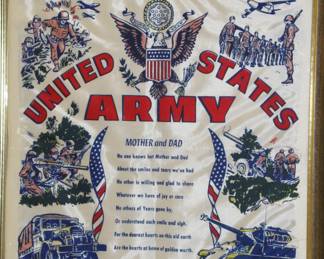 UNITED STATES
ARMY
MOTHER and DAD
No one knows but Mother and Dad
About the smiles and tears we've had
No other is willing and glad to share
Whatever we have of joy or care
No others of Years gone by,
Or understand each smile and sigh.
For the dearest hearts on this old earth
Are the hearts at home of golden worth.